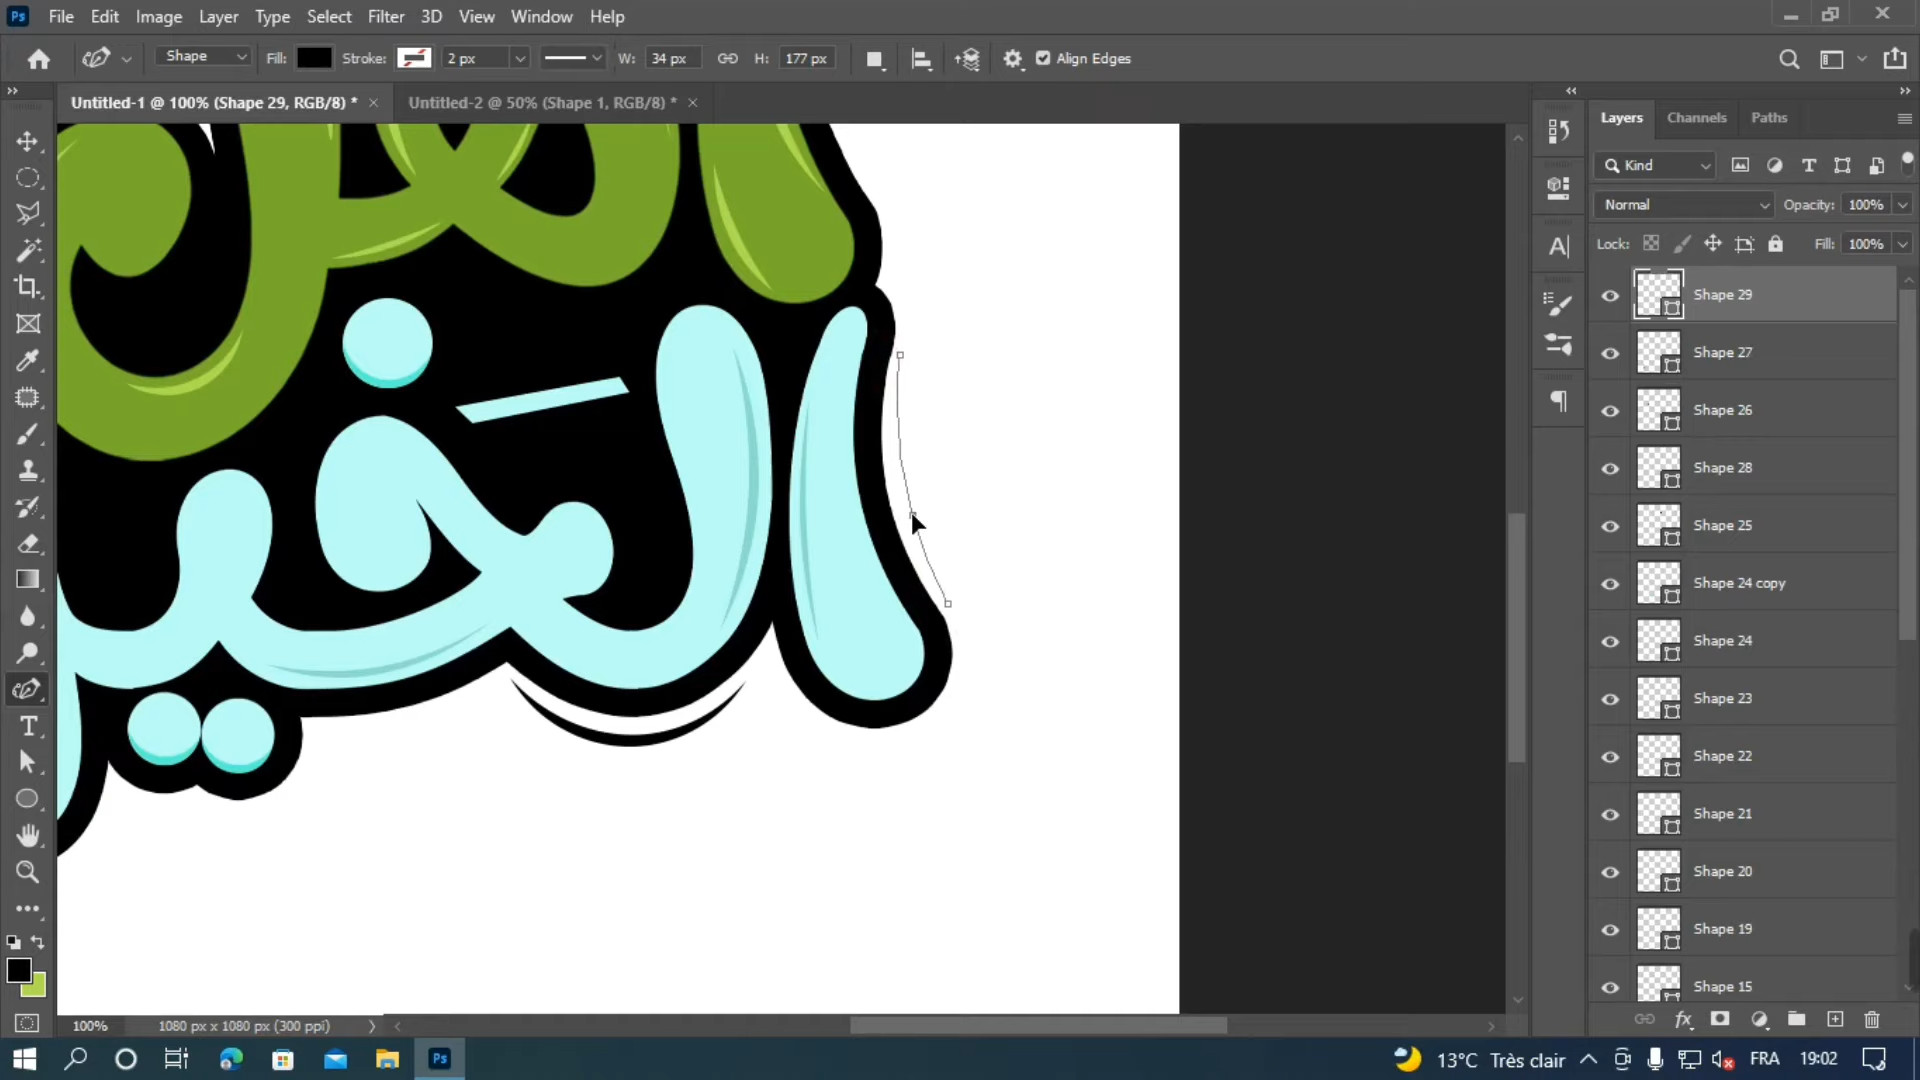 Ps File Edit Image Layer Type Select Filter 3D View Window Help
Shape Fill: Stroke: 2 px W: 34 px H: 177 px Align Edges
Untitled-1 @ 100% (Shape 29, RGB/8) * Untitled-2 @ 50% (Shape 1, RGB/8) *
Layers Channels Paths
Kind
Normal Opacity: 100%
Lock: Fill: 100%
Shape 29
Shape 27
Shape 26
Shape 28
Shape 25
Shape 24 copy
Shape 24
Shape 23
Shape 22
Shape 21
Shape 20
Shape 19
Shape 15
100% 1080 px x 1080 px (300 ppi)
Ps 13°C Très clair FRA 19:02